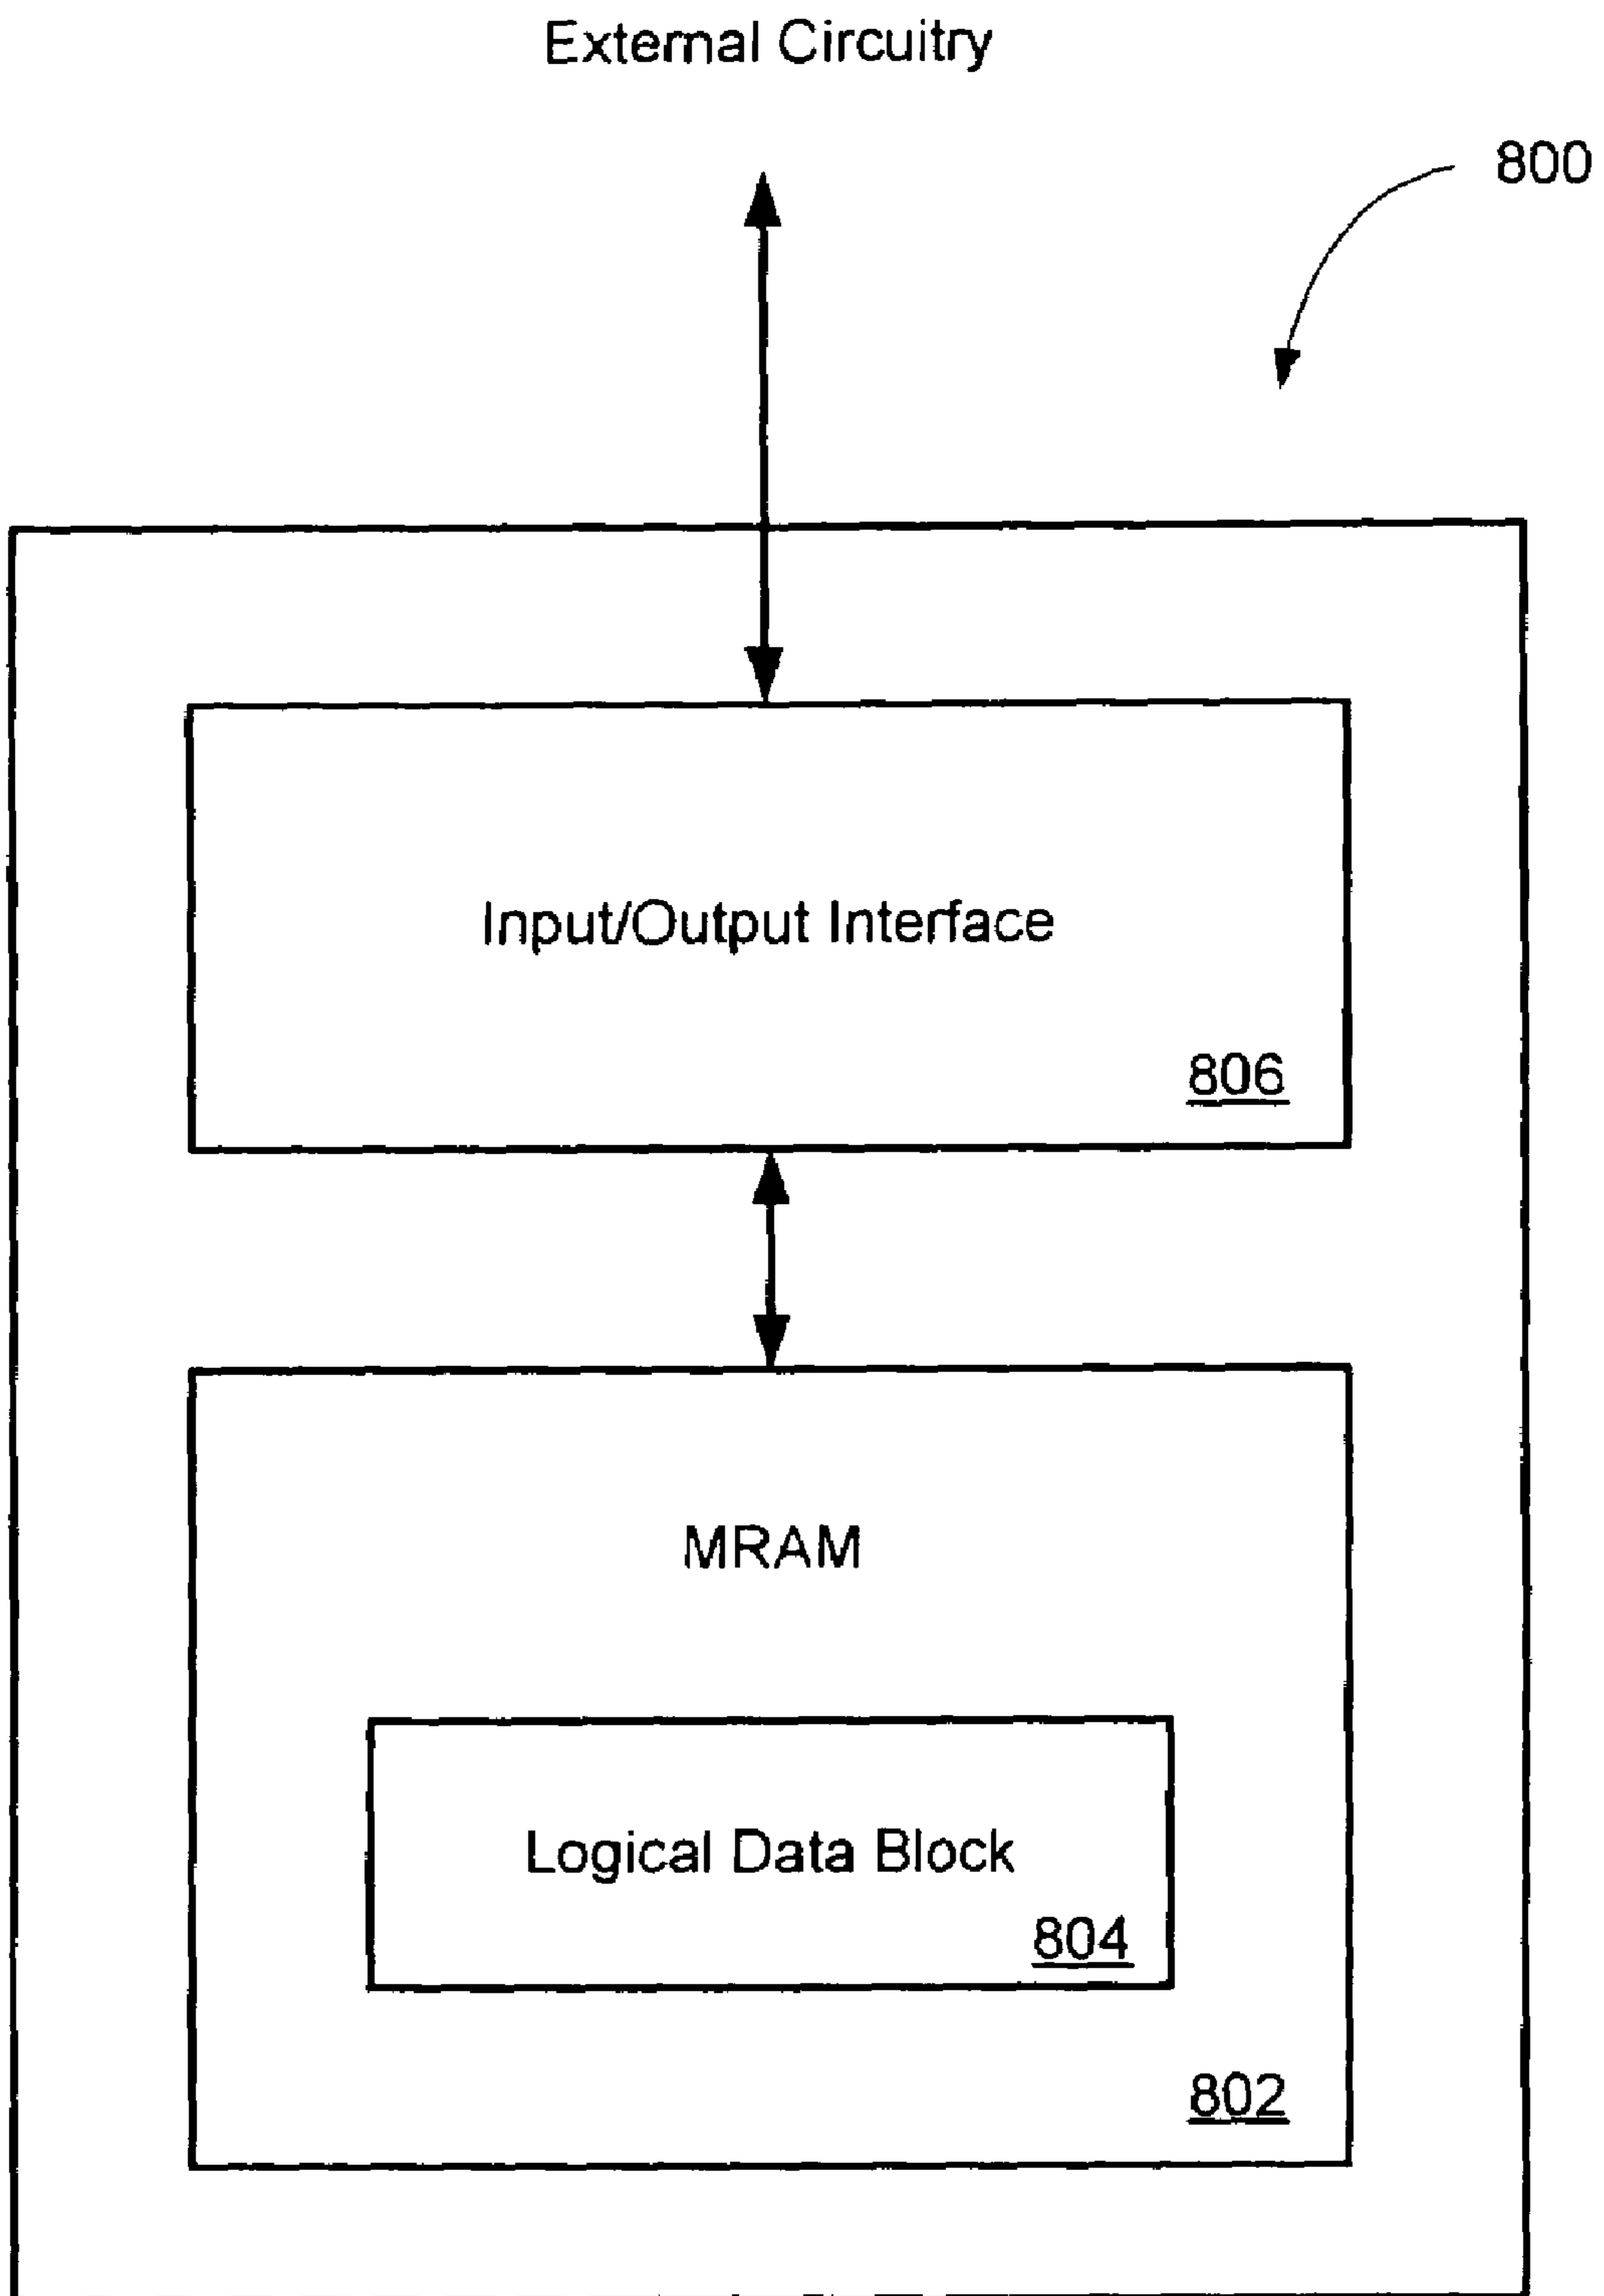 External Circuitry
800
Input/Output Interface
806
MRAM
Logical Data Block
804
802